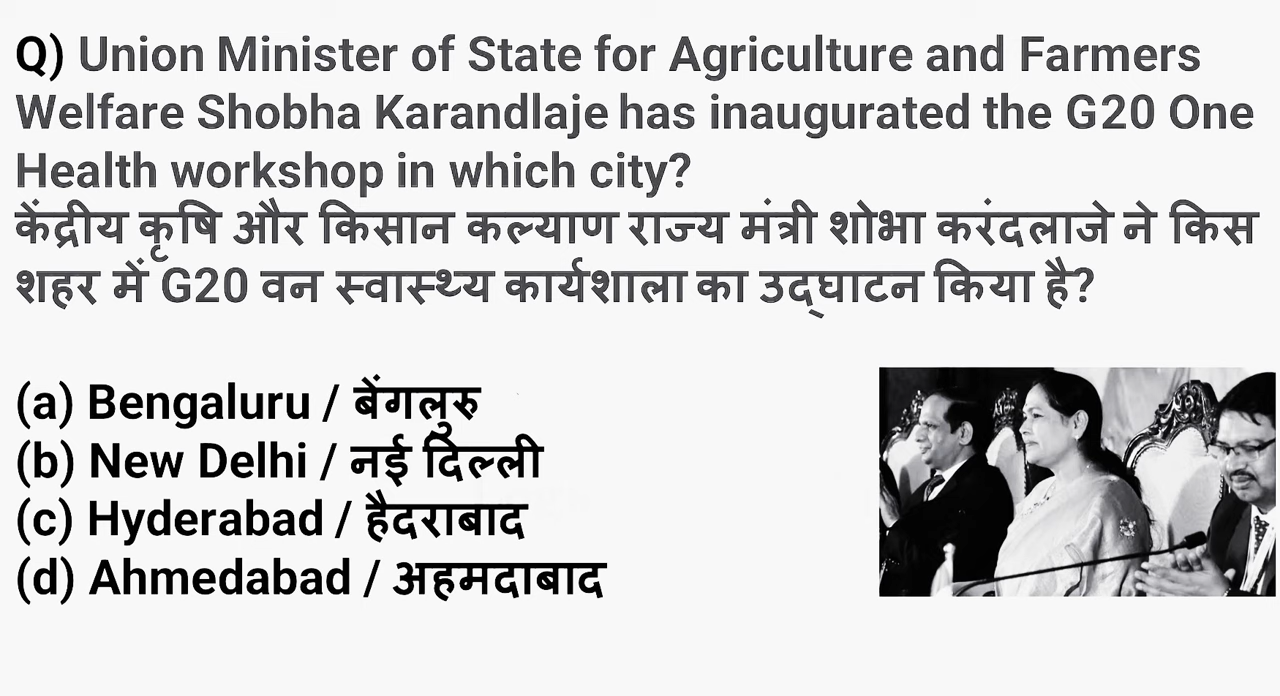 Q) Union Minister of State for Agriculture and Farmers
Welfare Shobha Karandlaje has inaugurated the G20 One
Health workshop in which city?
केंद्रीय कृषि और किसान कल्याण राज्य मंत्री शोभा करंदलाजे ने किस
शहर में G20 वन स्वास्थ्य कार्यशाला का उद्घाटन किया है?
(a) Bengaluru / बेंगलुरु
(b) New Delhi / नई दिल्ली
(c) Hyderabad / हैदराबाद
(d) Ahmedabad / अहमदाबाद